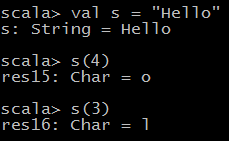 scala> val s = "Hello"
s: String = Hello
scala> s(4)
res15: Char = o
scala> s(3)
res16: Char = l